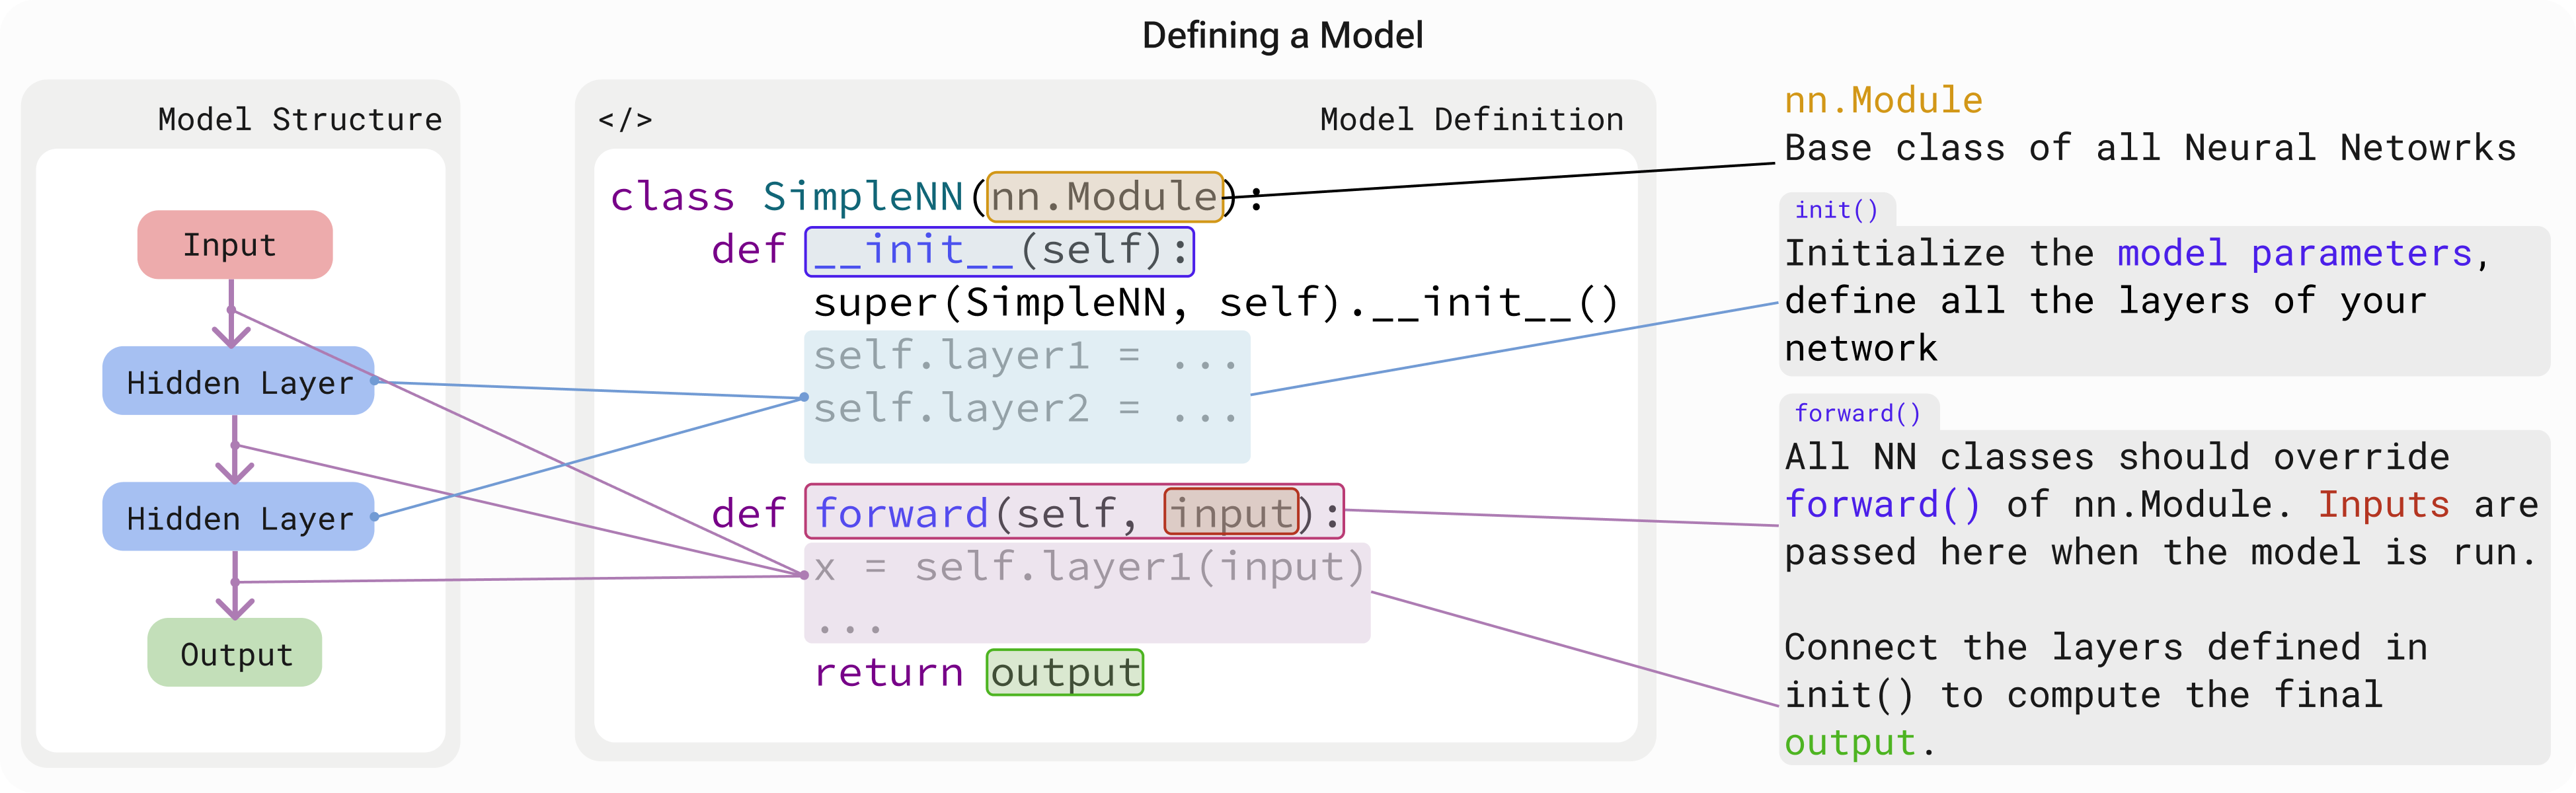 Defining a Model
Model Structure
Input
Hidden Layer
Hidden Layer
Output
</> Model Definition
class SimpleNN(nn.Module):
def __init__(self):
super(SimpleNN, self).__init__()
self.layer1 = ...
self.layer2 = ...
def forward(self, input):
x = self.layer1(input)
...
return output
nn.Module
Base class of all Neural Netowrks
init()
Initialize the model parameters,
define all the layers of your
network
forward()
All NN classes should override
forward() of nn.Module. Inputs are
passed here when the model is run.
Connect the layers defined in
init() to compute the final
output.